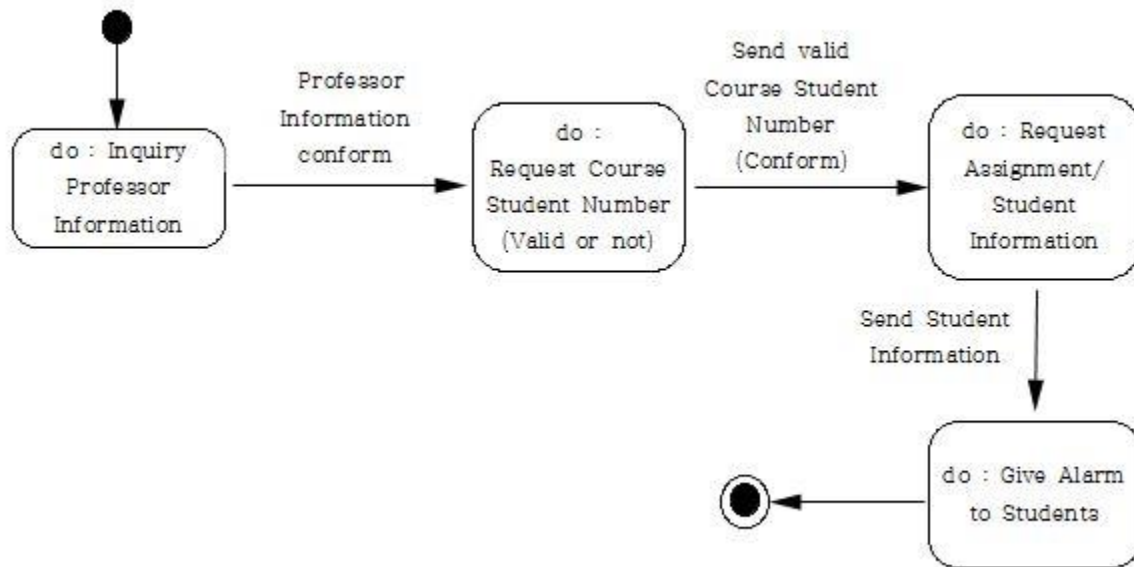 do : Inquiry
Professor
Information
Professor
Information
conform
do :
Request Course
Student Number
(Valid or not)
Send valid
Course Student
Number
(Conform)
do : Request
Assignment/
Student
Information
Send Student
Information
do : Give Alarm
to Students